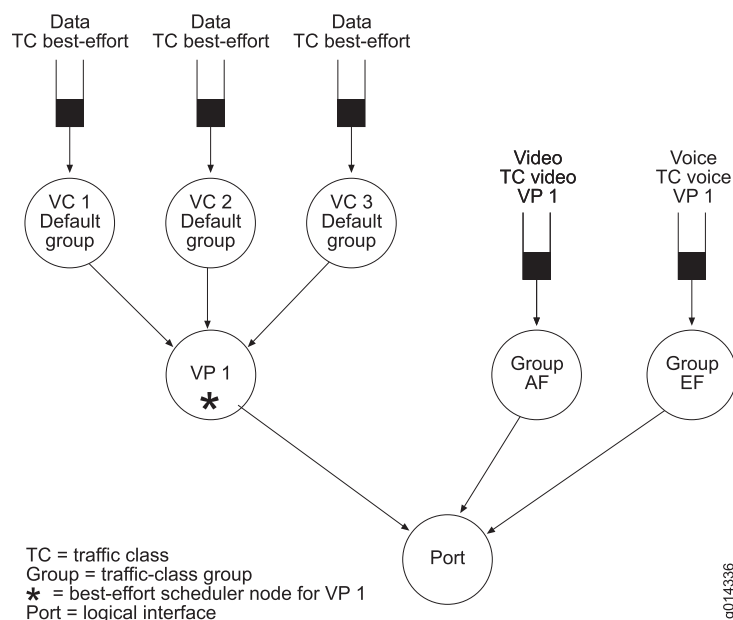 Data
TC best-effort
Data
TC best-effort
Data
TC best-effort
Video
TC video
VP 1
Voice
TC voice
VP 1
VC 1
Default
group
VC 2
Default
group
VC 3
Default
group
VP 1
*
Group
AF
Group
EF
Port
TC = traffic class
Group = traffic-class group
* = best-effort scheduler node for VP 1
Port = logical interface
g014336